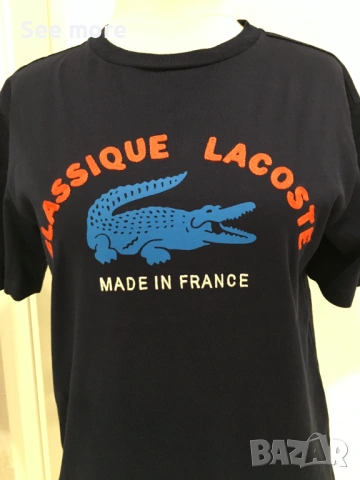 See more
CLASSIQUE LACOSTE
MADE IN FRANCE
BAZAR